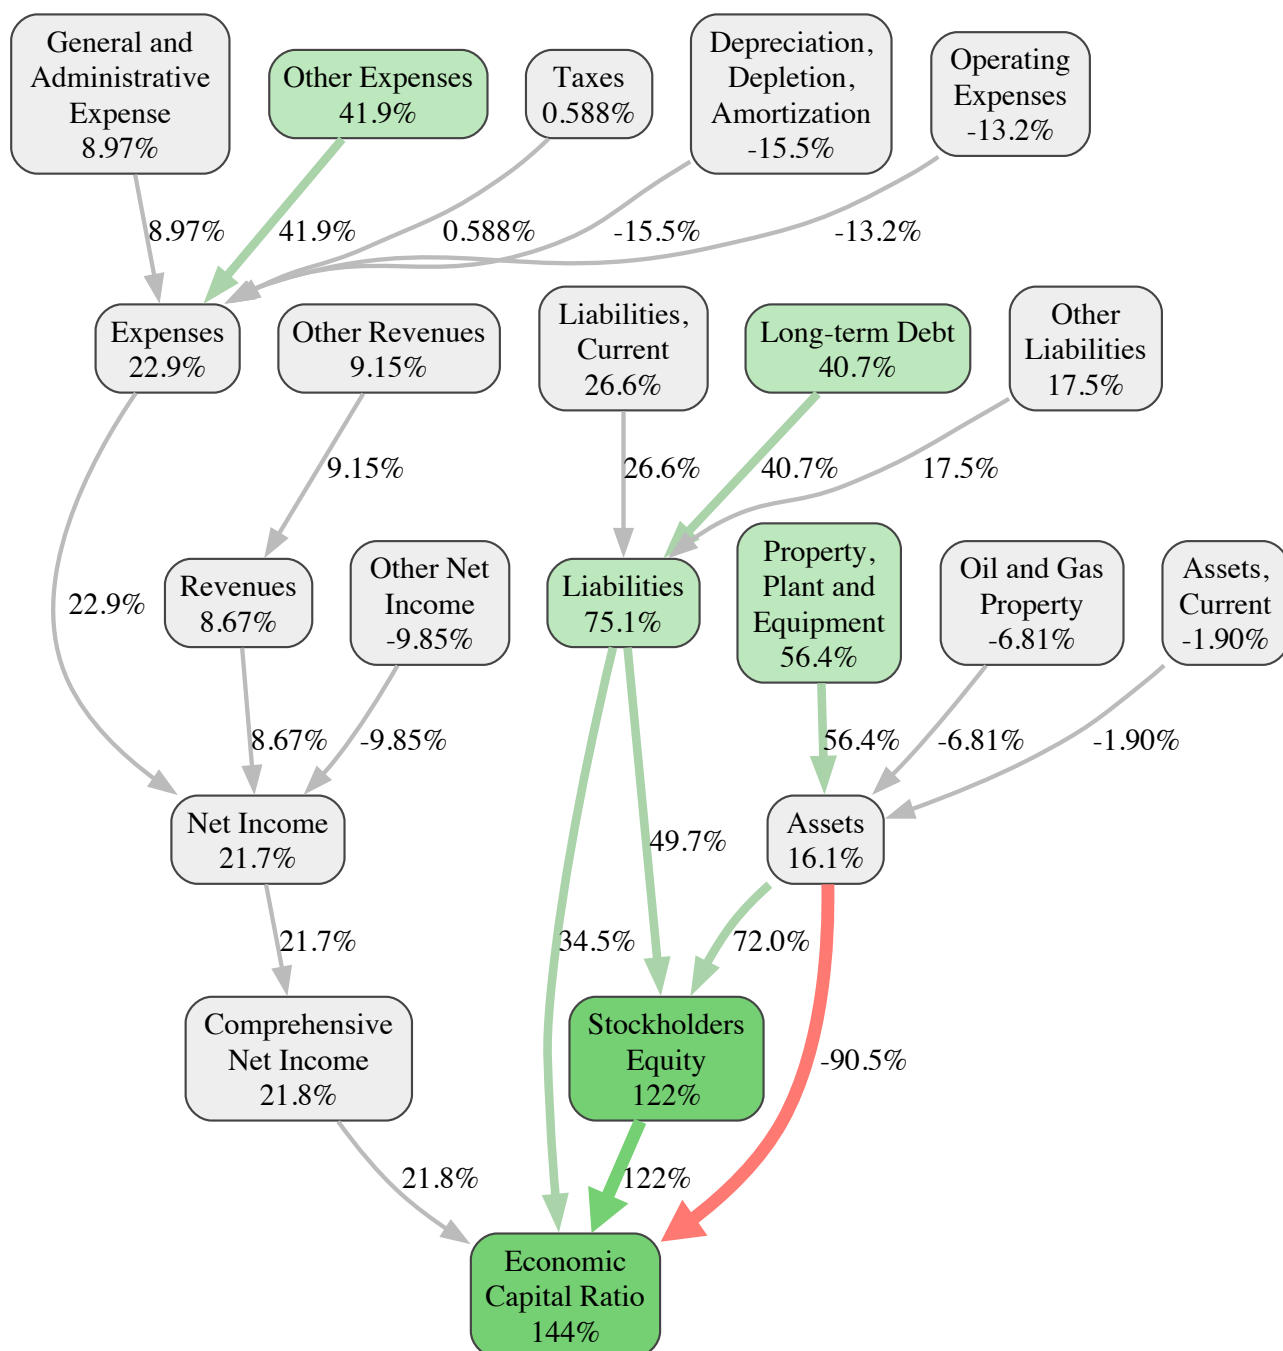 General and
Administrative
Expense
8.97%
Other Expenses
41.9%
Taxes
0.588%
Depreciation,
Depletion,
Amortization
-15.5%
Operating
Expenses
-13.2%
8.97%
41.9%
0.588%
-15.5%
-13.2%
Expenses
22.9%
Other Revenues
9.15%
Liabilities,
Current
26.6%
Long-term Debt
40.7%
Other
Liabilities
17.5%
9.15%
26.6%
40.7%
17.5%
22.9%
Revenues
8.67%
Other Net
Income
-9.85%
Liabilities
75.1%
Property,
Plant and
Equipment
56.4%
Oil and Gas
Property
-6.81%
Assets,
Current
-1.90%
8.67%
-9.85%
56.4%
-6.81%
-1.90%
Net Income
21.7%
49.7%
Assets
16.1%
21.7%
34.5%
72.0%
Comprehensive
Net Income
21.8%
Stockholders
Equity
122%
-90.5%
21.8%
122%
Economic
Capital Ratio
144%